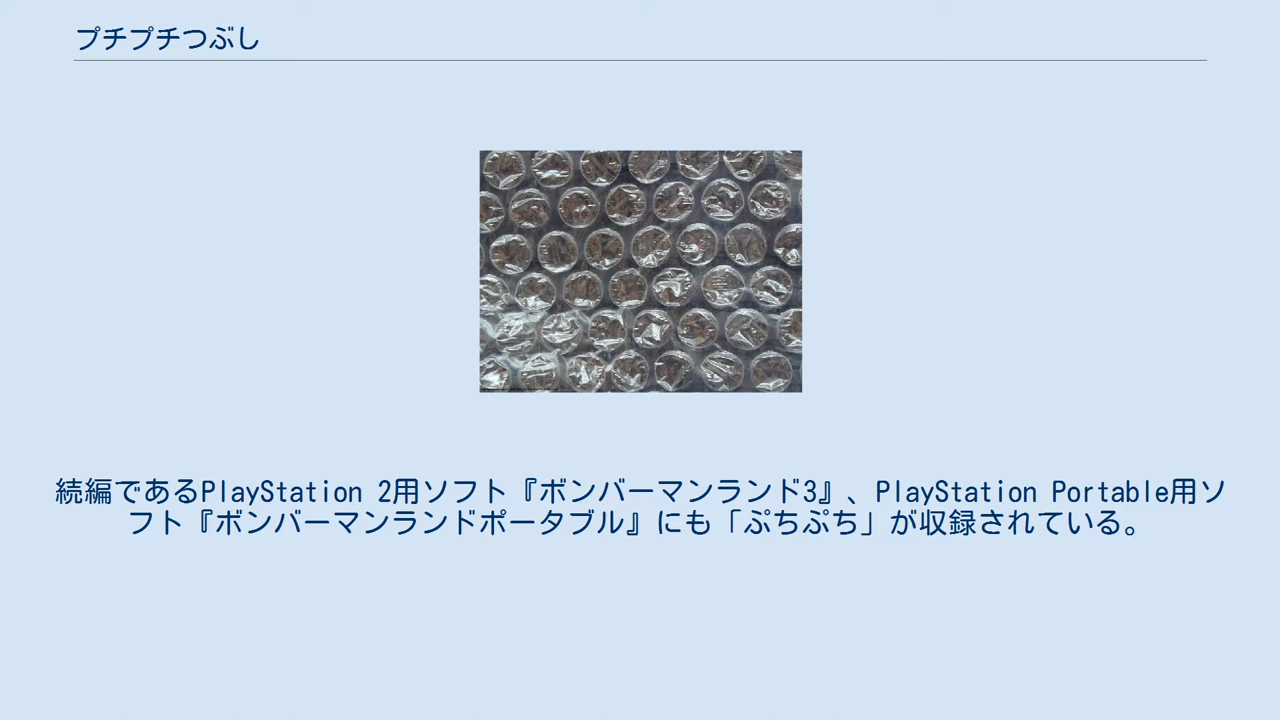 プチプチつぶし
続編であるPlayStation 2用ソフト『ボンバーマンランド3』、PlayStation Portable用ソ
フト『ボンバーマンランドポータブル』にも「ぷちぷち」が収録されている。